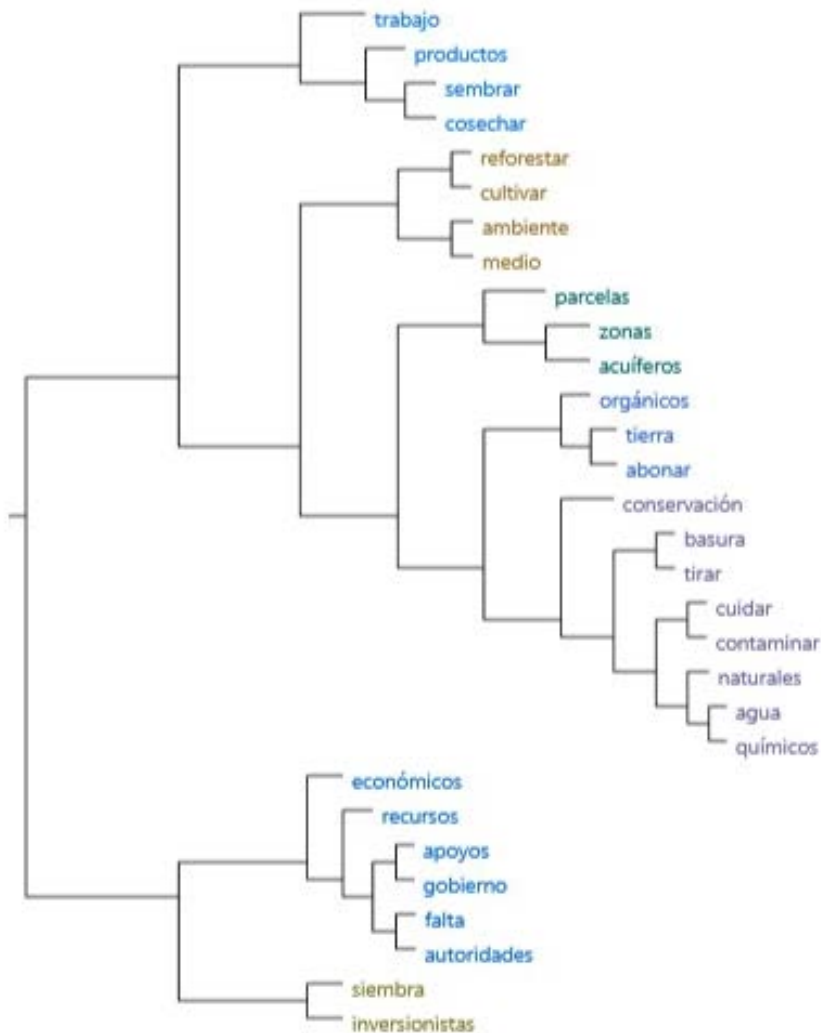 trabajo
productos
sembrar
cosechar
reforestar
cultivar
ambiente
medio
parcelas
zonas
acuíferos
orgánicos
tierra
abonar
conservación
basura
tirar
cuidar
contaminar
naturales
agua
químicos
económicos
recursos
apoyos
gobierno
falta
autoridades
siembra
inversionistas